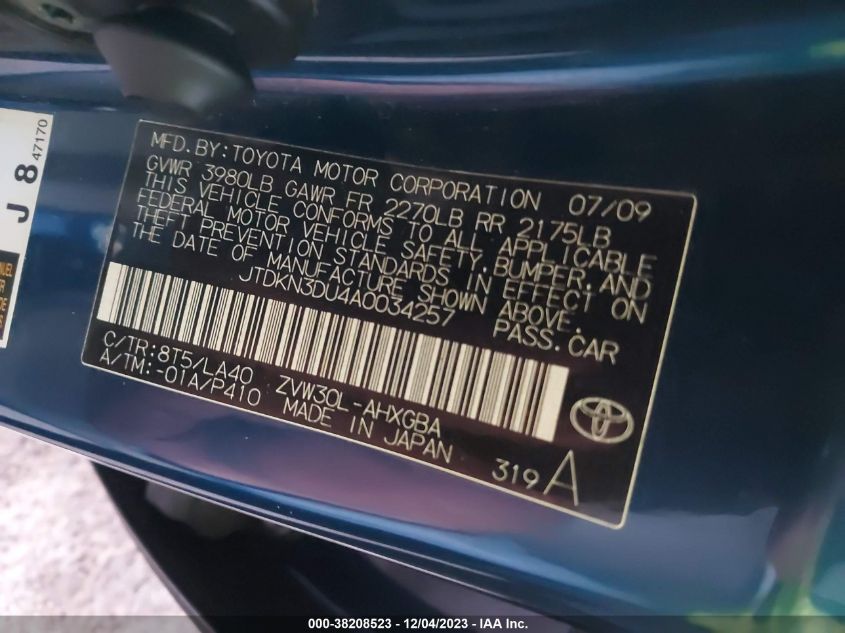 J 8 47170
NUEL
FOR
MFD.BY:TOYOTA MOTOR CORPORATION 07/09
GVWR 3980LB GAWR FR 2270LB RR 2175LB
THIS VEHICLE CONFORMS TO ALL APPLICABLE
FEDERAL MOTOR VEHICLE SAFETY,BUMPER,AND
THEFT PREVENTION STANDARDS IN EFFECT ON
THE DATE OF MANUFACTURE SHOWN ABOVE.
JTDKN3DU4A0034257 PASS.CAR
C/TR:8T5/LA40
A/TM:-01A/P410
ZVW30L-AHXGBA
MADE IN JAPAN
319 A
000-38208523 - 12/04/2023 - IAA Inc.